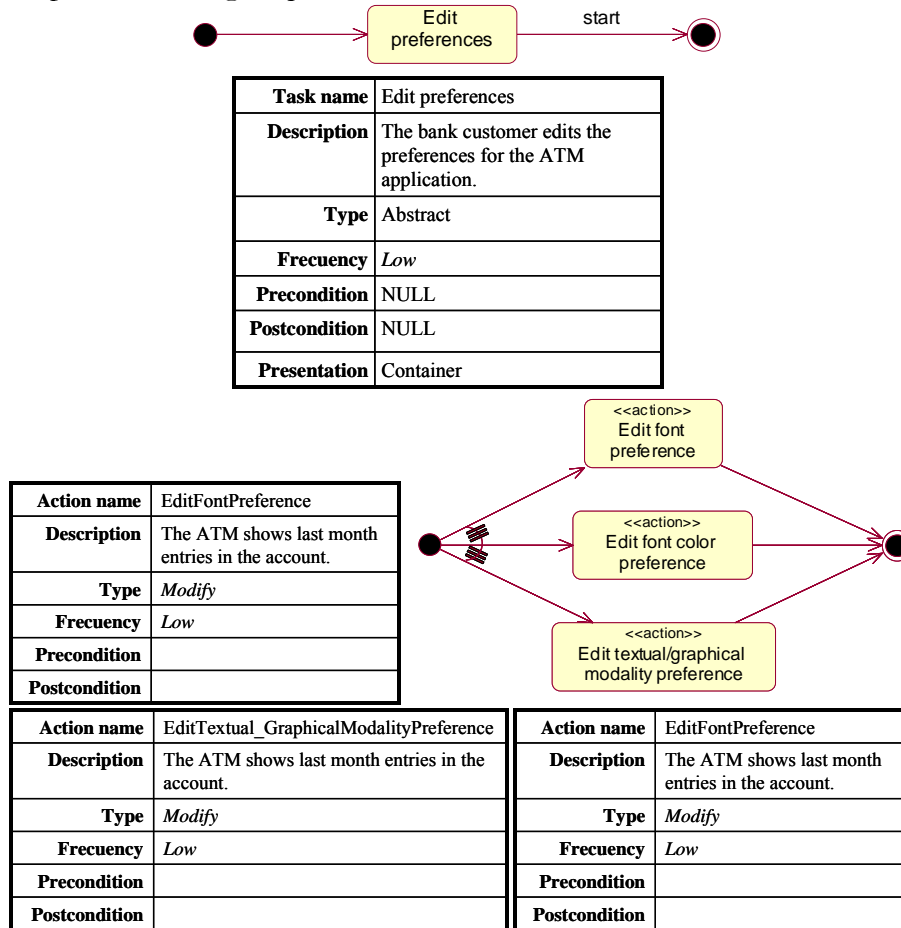 Edit
preferences
start
Task name Edit preferences
Description The bank customer edits the
preferences for the ATM
application.
Type Abstract
Frecuency Low
Precondition NULL
Postcondition NULL
Presentation Container
<<action>>
Edit font
preference
<<action>>
Edit font color
preference
<<action>>
Edit textual/graphical
modality preference
Action name EditFontPreference
Description The ATM shows last month
entries in the account.
Type Modify
Frecuency Low
Precondition
Postcondition
Action name EditTextual_GraphicalModalityPreference
Description The ATM shows last month entries in the
account.
Type Modify
Frecuency Low
Precondition
Postcondition
Action name EditFontPreference
Description The ATM shows last month
entries in the account.
Type Modify
Frecuency Low
Precondition
Postcondition